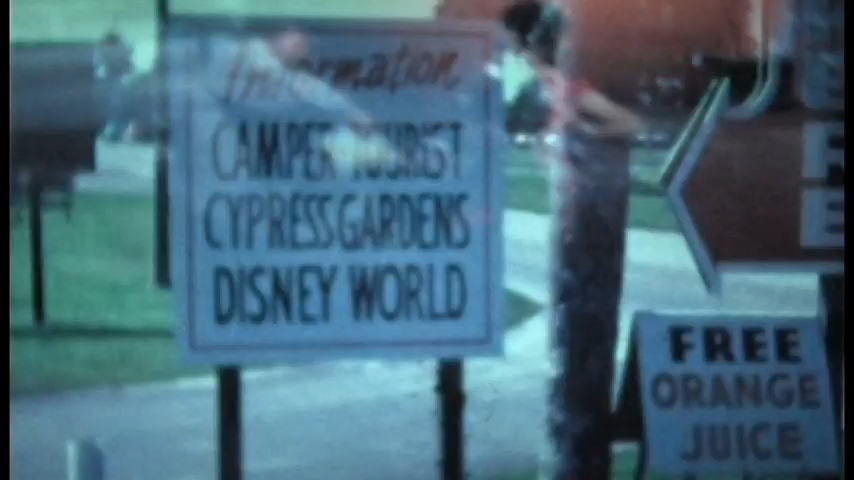 Information
CAMPER TOURIST
CYPRESS GARDENS
DISNEY WORLD
FREE
ORANGE
JUICE